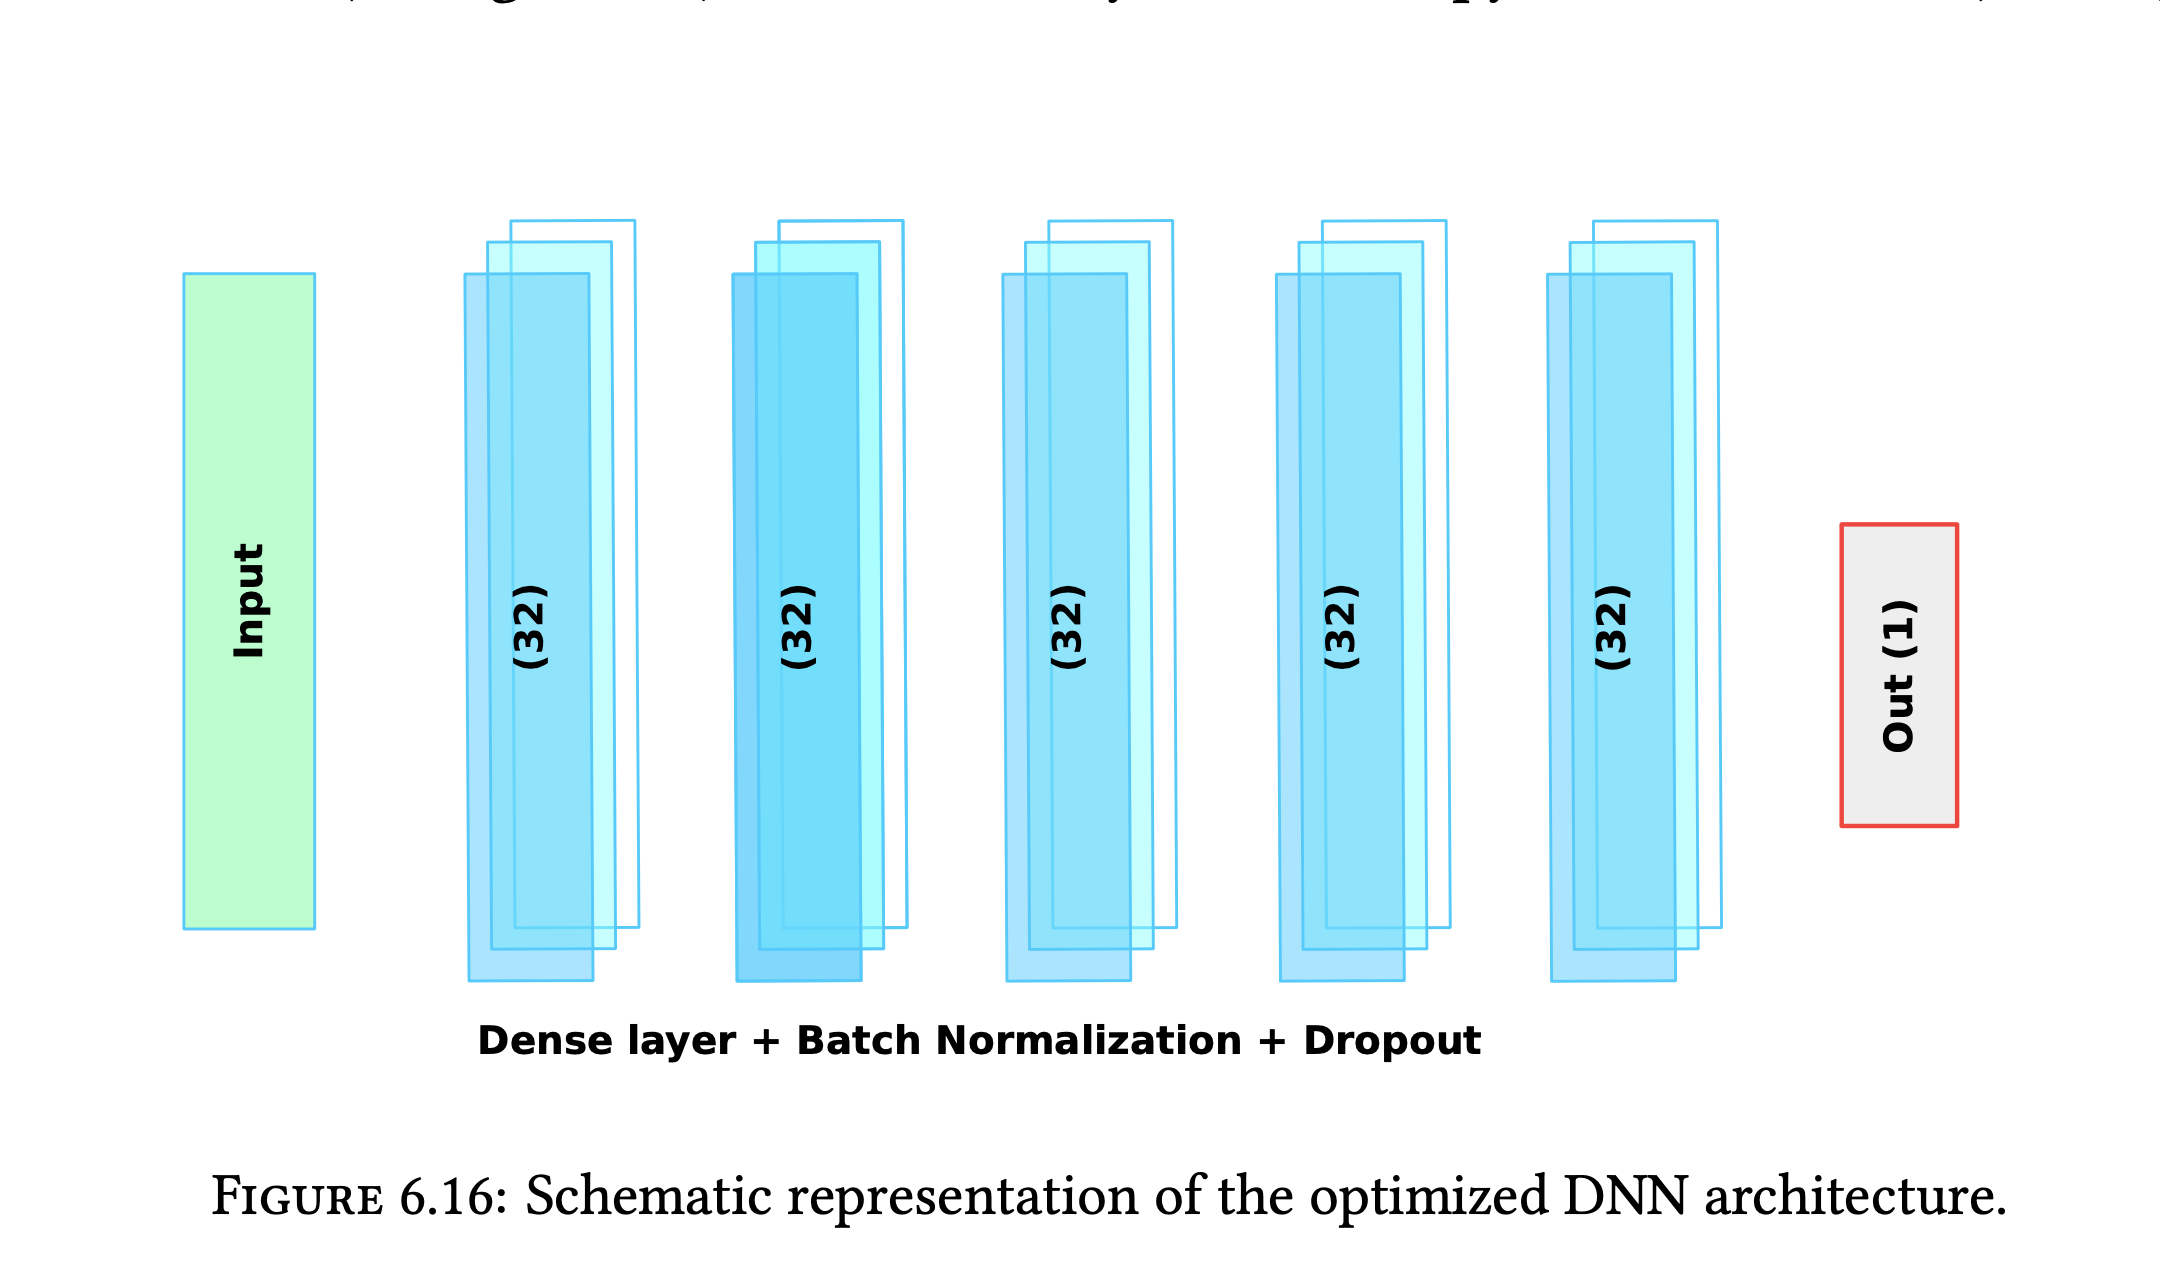 Input
(32)
(32)
(32)
(32)
(32)
Out (1)
Dense layer + Batch Normalization + Dropout
FIGURE 6.16: Schematic representation of the optimized DNN architecture.